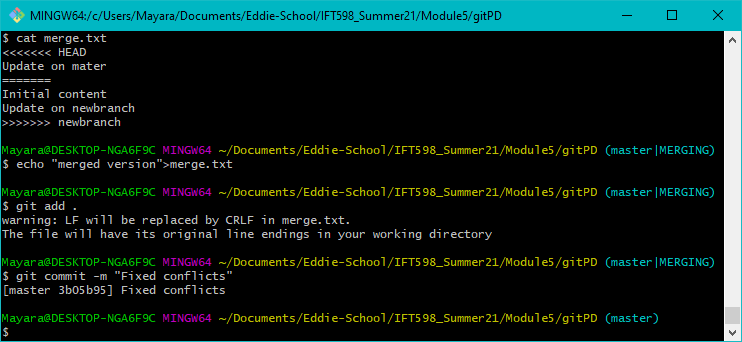 MINGW64:/c/Users/Mayara/Documents/Eddie-School/IFT598_Summer21/Module5/gitPD
$ cat merge.txt
<<<<<<< HEAD
Update on mater
=======
Initial content
Update on newbranch
>>>>>>> newbranch
Mayara@DESKTOP-NGA6F9C MINGW64 ~/Documents/Eddie-School/IFT598_Summer21/Module5/gitPD (master|MERGING)
$ echo "merged version">merge.txt
Mayara@DESKTOP-NGA6F9C MINGW64 ~/Documents/Eddie-School/IFT598_Summer21/Module5/gitPD (master|MERGING)
$ git add .
warning: LF will be replaced by CRLF in merge.txt.
The file will have its original line endings in your working directory
Mayara@DESKTOP-NGA6F9C MINGW64 ~/Documents/Eddie-School/IFT598_Summer21/Module5/gitPD (master|MERGING)
$ git commit -m "Fixed conflicts"
[master 3b05b95] Fixed conflicts
Mayara@DESKTOP-NGA6F9C MINGW64 ~/Documents/Eddie-School/IFT598_Summer21/Module5/gitPD (master)
$